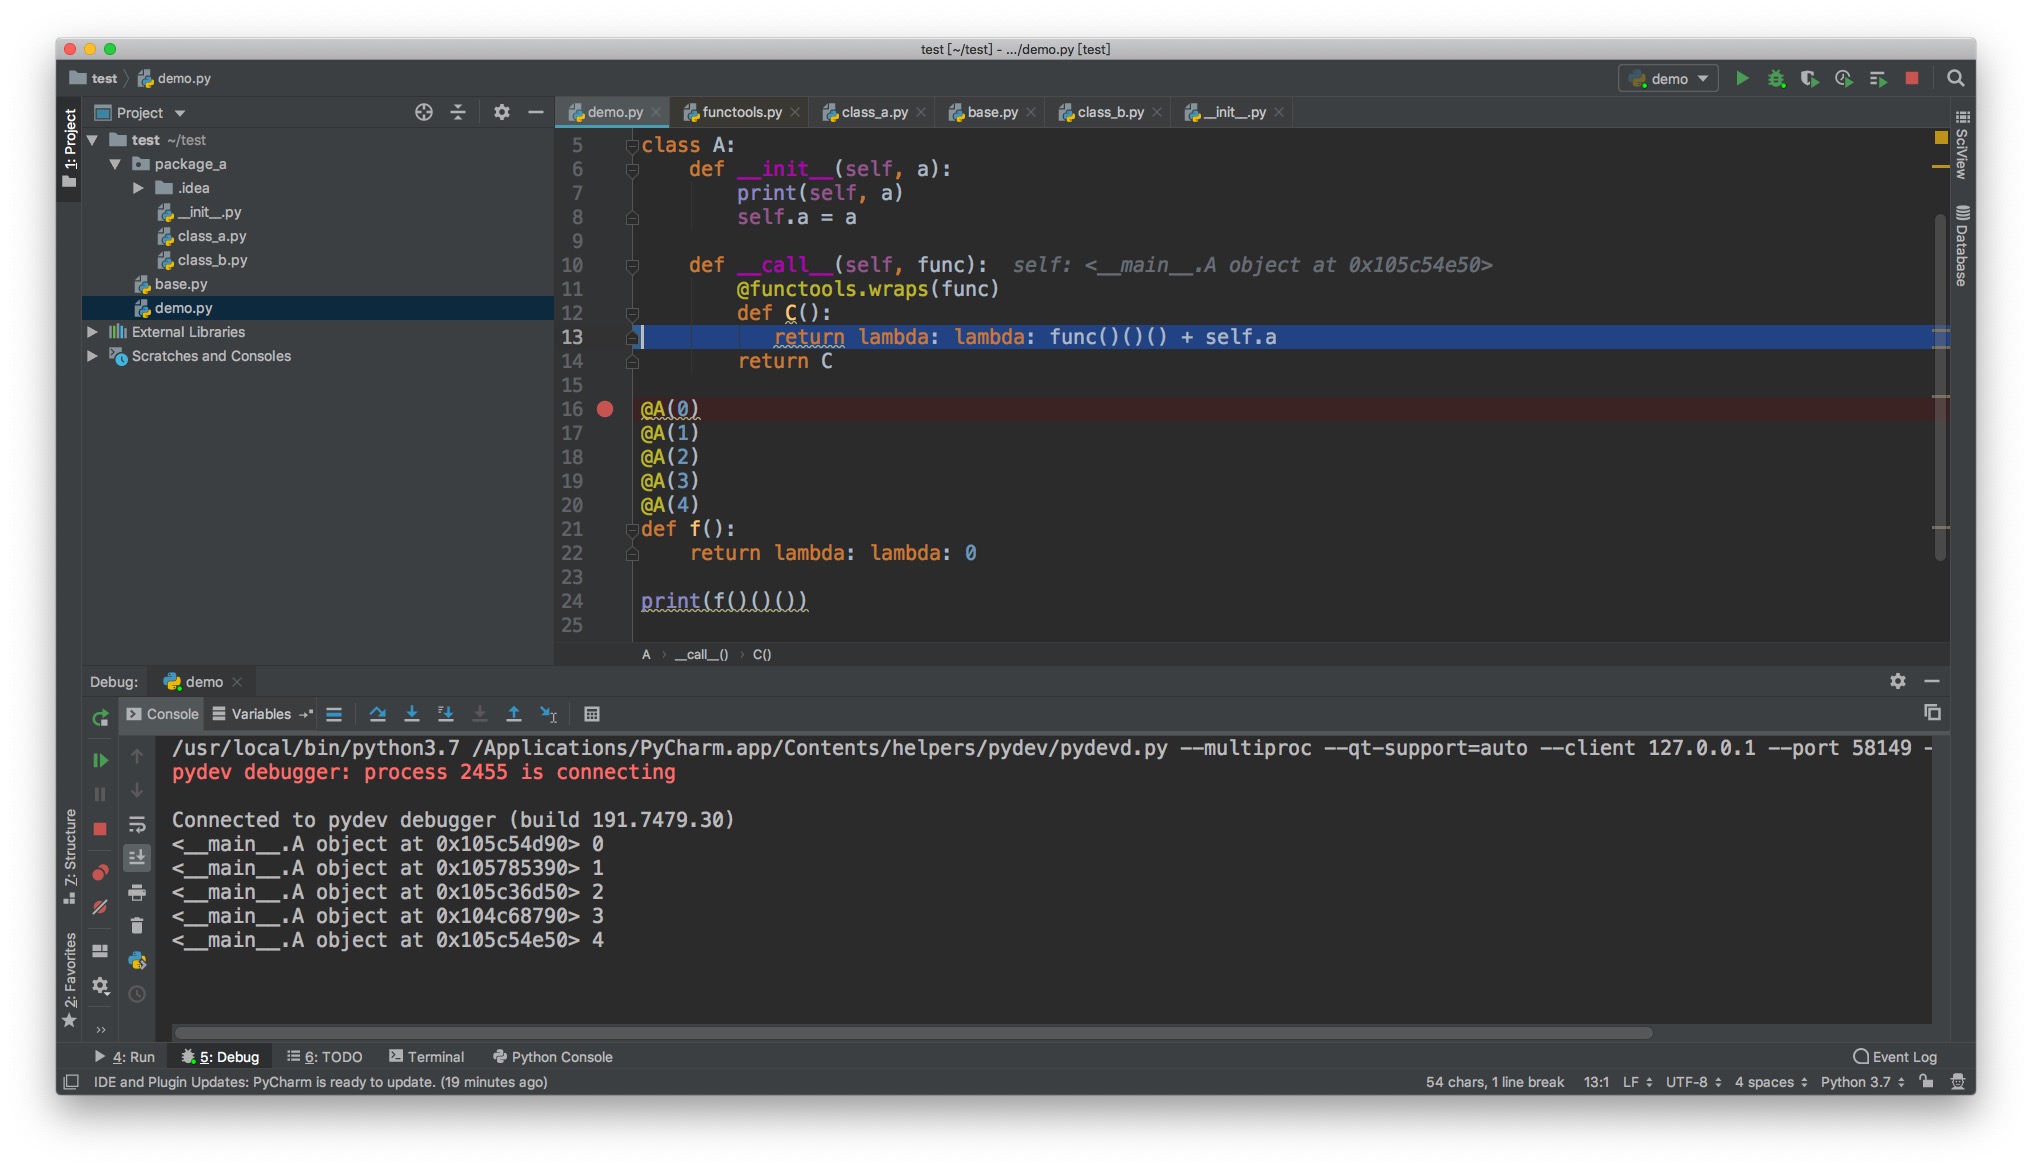 test [~/test] - .../demo.py [test]
test demo.py
demo
1: Project
Project
test ~/test
package_a
.idea
__init__.py
class_a.py
class_b.py
base.py
demo.py
External Libraries
Scratches and Consoles
demo.py functools.py class_a.py base.py class_b.py __init__.py
5 class A:
6 def __init__(self, a):
7 print(self, a)
8 self.a = a
9
10 def __call__(self, func): self: <__main__.A object at 0x105c54e50>
11 @functools.wraps(func)
12 def C():
13 return lambda: lambda: func()()() + self.a
14 return C
15
16 @A(0)
17 @A(1)
18 @A(2)
19 @A(3)
20 @A(4)
21 def f():
22 return lambda: lambda: 0
23
24 print(f()()())
25
A __call__() C()
SciView
Database
Debug: demo
Console Variables
/usr/local/bin/python3.7 /Applications/PyCharm.app/Contents/helpers/pydev/pydevd.py --multiproc --qt-support=auto --client 127.0.0.1 --port 58149 -
pydev debugger: process 2455 is connecting
Connected to pydev debugger (build 191.7479.30)
<__main__.A object at 0x105c54d90> 0
<__main__.A object at 0x105785390> 1
<__main__.A object at 0x105c36d50> 2
<__main__.A object at 0x104c68790> 3
<__main__.A object at 0x105c54e50> 4
7: Structure
2: Favorites
4: Run 5: Debug 6: TODO Terminal Python Console Event Log
IDE and Plugin Updates: PyCharm is ready to update. (19 minutes ago) 54 chars, 1 line break 13:1 LF UTF-8 4 spaces Python 3.7